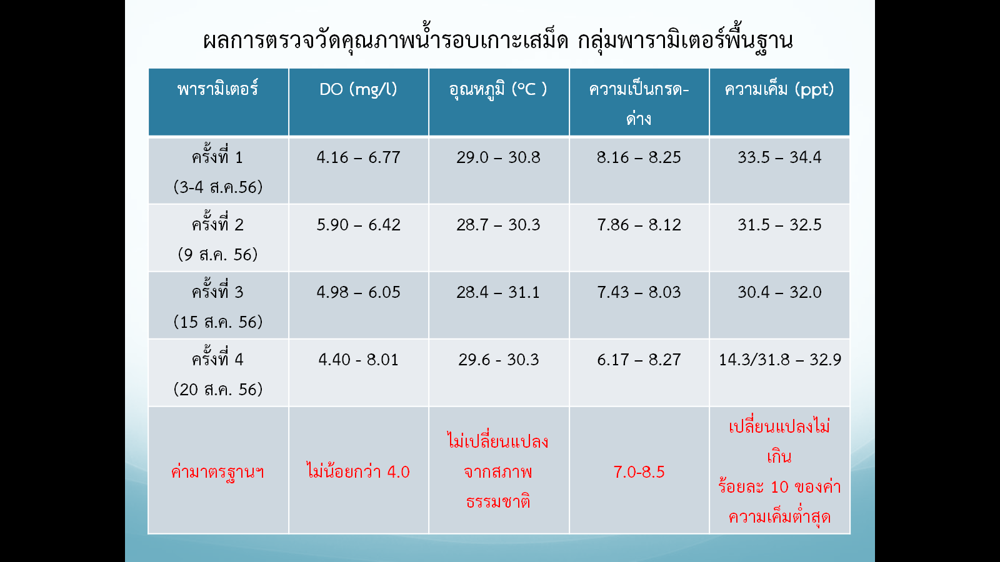 ผลการตรวจวัดคุณภาพน้ำรอบเกาะเสม็ด กลุ่มพารามิเตอร์พื้นฐาน
พารามิเตอร์ DO (mg/l) อุณหภูมิ (°C ) ความเป็นกรด- ความเค็ม (ppt)
ด่าง
ครั้งที่ 1 4.16 – 6.77 29.0 – 30.8 8.16 – 8.25 33.5 – 34.4
(3-4 ส.ค.56)
ครั้งที่ 2 5.90 – 6.42 28.7 – 30.3 7.86 – 8.12 31.5 – 32.5
(9 ส.ค. 56)
ครั้งที่ 3 4.98 – 6.05 28.4 – 31.1 7.43 – 8.03 30.4 – 32.0
(15 ส.ค. 56)
ครั้งที่ 4 4.40 - 8.01 29.6 - 30.3 6.17 – 8.27 14.3/31.8 – 32.9
(20 ส.ค. 56)
ค่ามาตรฐานฯ
ไม่น้อยกว่า 4.0
ไม่เปลี่ยนแปลง
จากสภาพ
ธรรมชาติ
7.0-8.5
เปลี่ยนแปลงไม่
เกิน
ร้อยละ 10 ของค่า
ความเค็มต่ำสุด